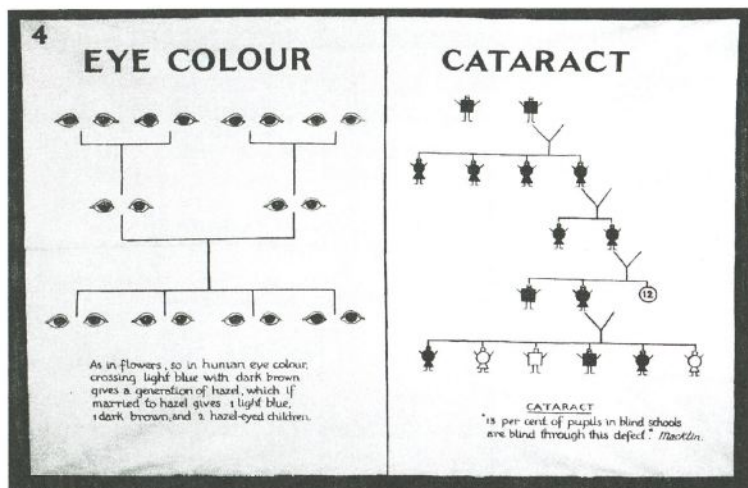 4
EYE COLOUR
As in flowers, so in human eye colour,
crossing light blue with dark brown
gives a generation of hazel, which if
married to hazel gives 1 light blue,
1 dark brown, and 2 hazel-eyed children.
CATARACT
12
CATARACT
"13 per cent of pupils in blind schools
are blind through this defect." Macklin.